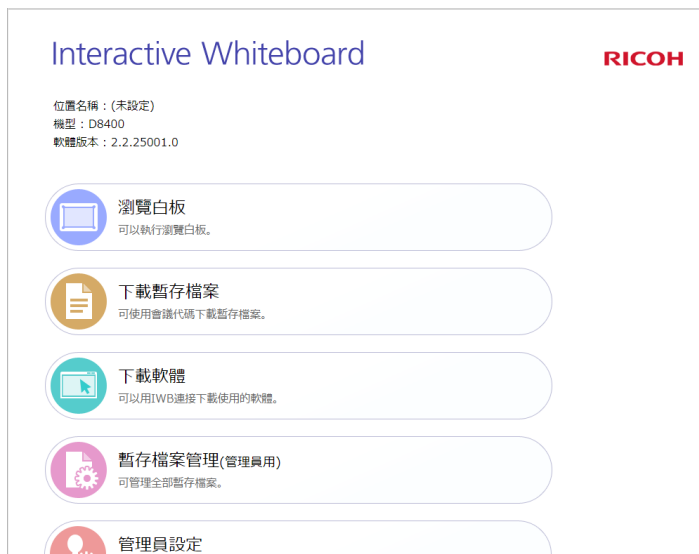 Interactive Whiteboard
RICOH
位置名稱：(未設定)
機型：D8400
軟體版本：2.2.25001.0
瀏覽白板
可以執行瀏覽白板。
下載暫存檔案
可使用會議代碼下載暫存檔案。
下載軟體
可以用IWB連接下載使用的軟體。
暫存檔案管理(管理員用)
可管理全部暫存檔案。
管理員設定